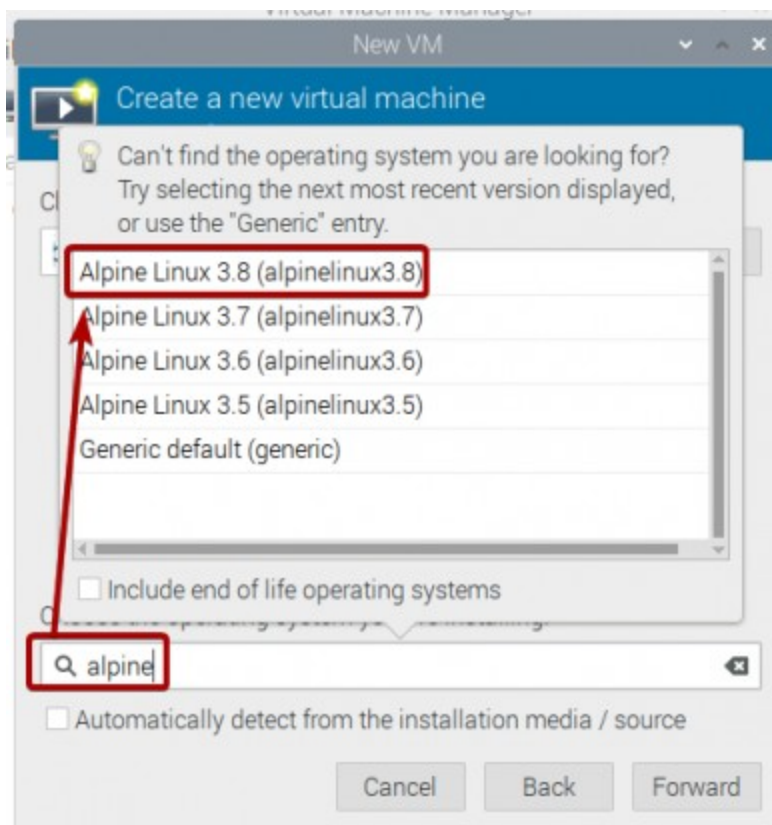 New VM
Create a new virtual machine
Can't find the operating system you are looking for?
Try selecting the next most recent version displayed,
or use the "Generic" entry.
Alpine Linux 3.8 (alpinelinux3.8)
Alpine Linux 3.7 (alpinelinux3.7)
Alpine Linux 3.6 (alpinelinux3.6)
Alpine Linux 3.5 (alpinelinux3.5)
Generic default (generic)
Include end of life operating systems
alpine
Automatically detect from the installation media / source
Cancel Back Forward